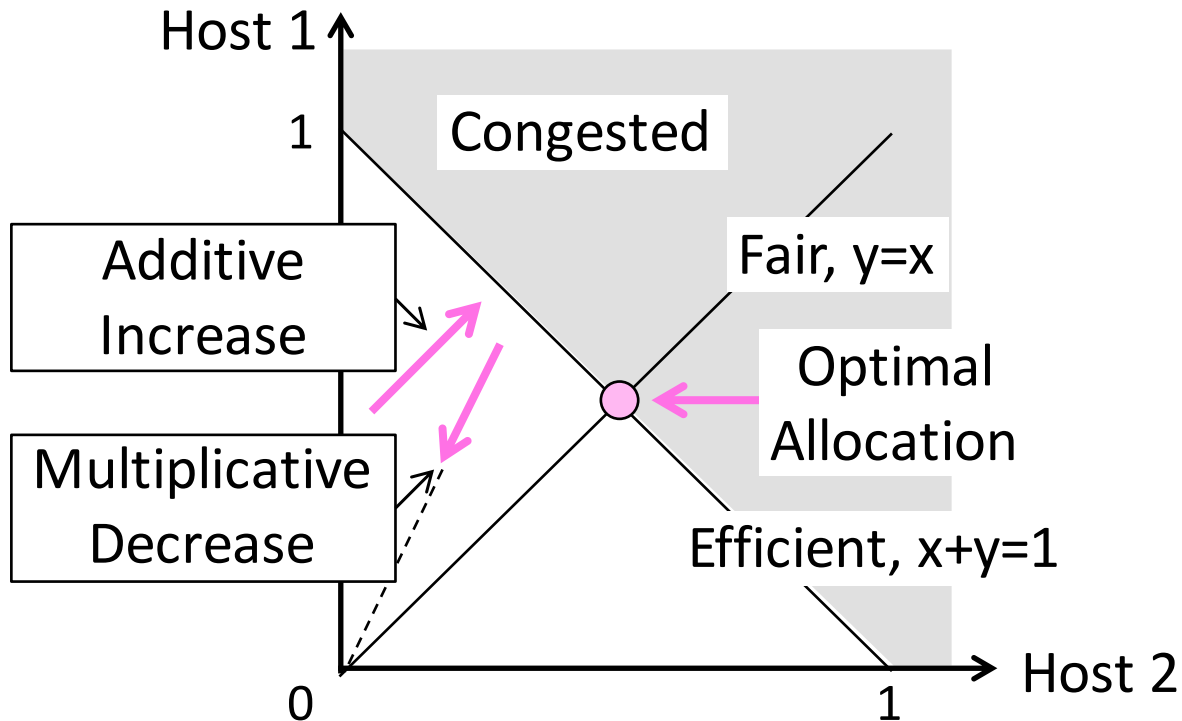 Host 1
1
Congested
Additive
Increase
Fair, y=x
Optimal
Allocation
Multiplicative
Decrease
Efficient, x+y=1
0
1
Host 2